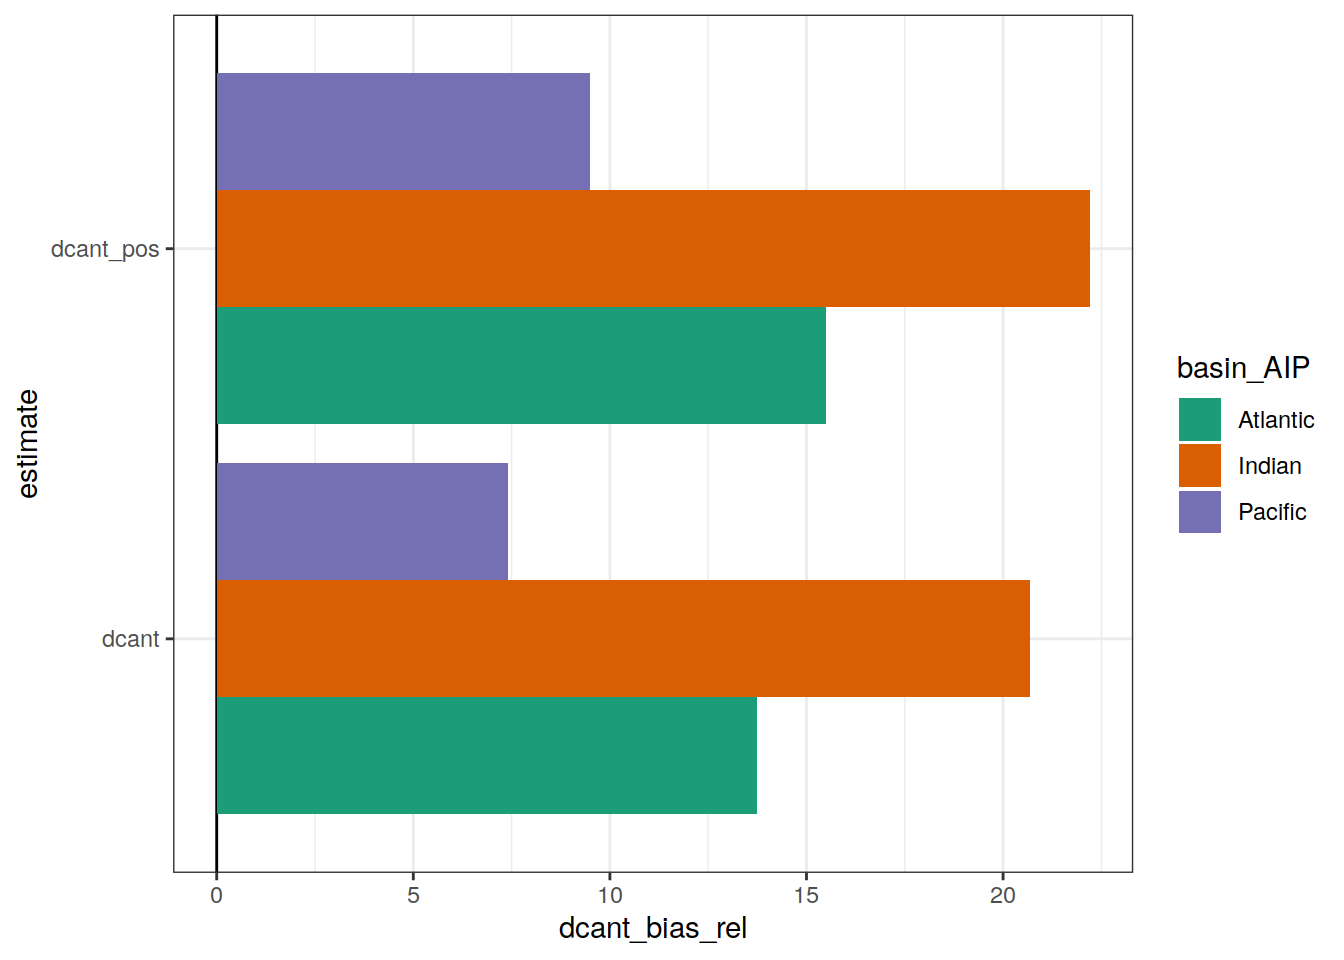 dcant_pos
dcant
estimate
0 5 10 15 20
dcant_bias_rel
basin_AIP
Atlantic
Indian
Pacific